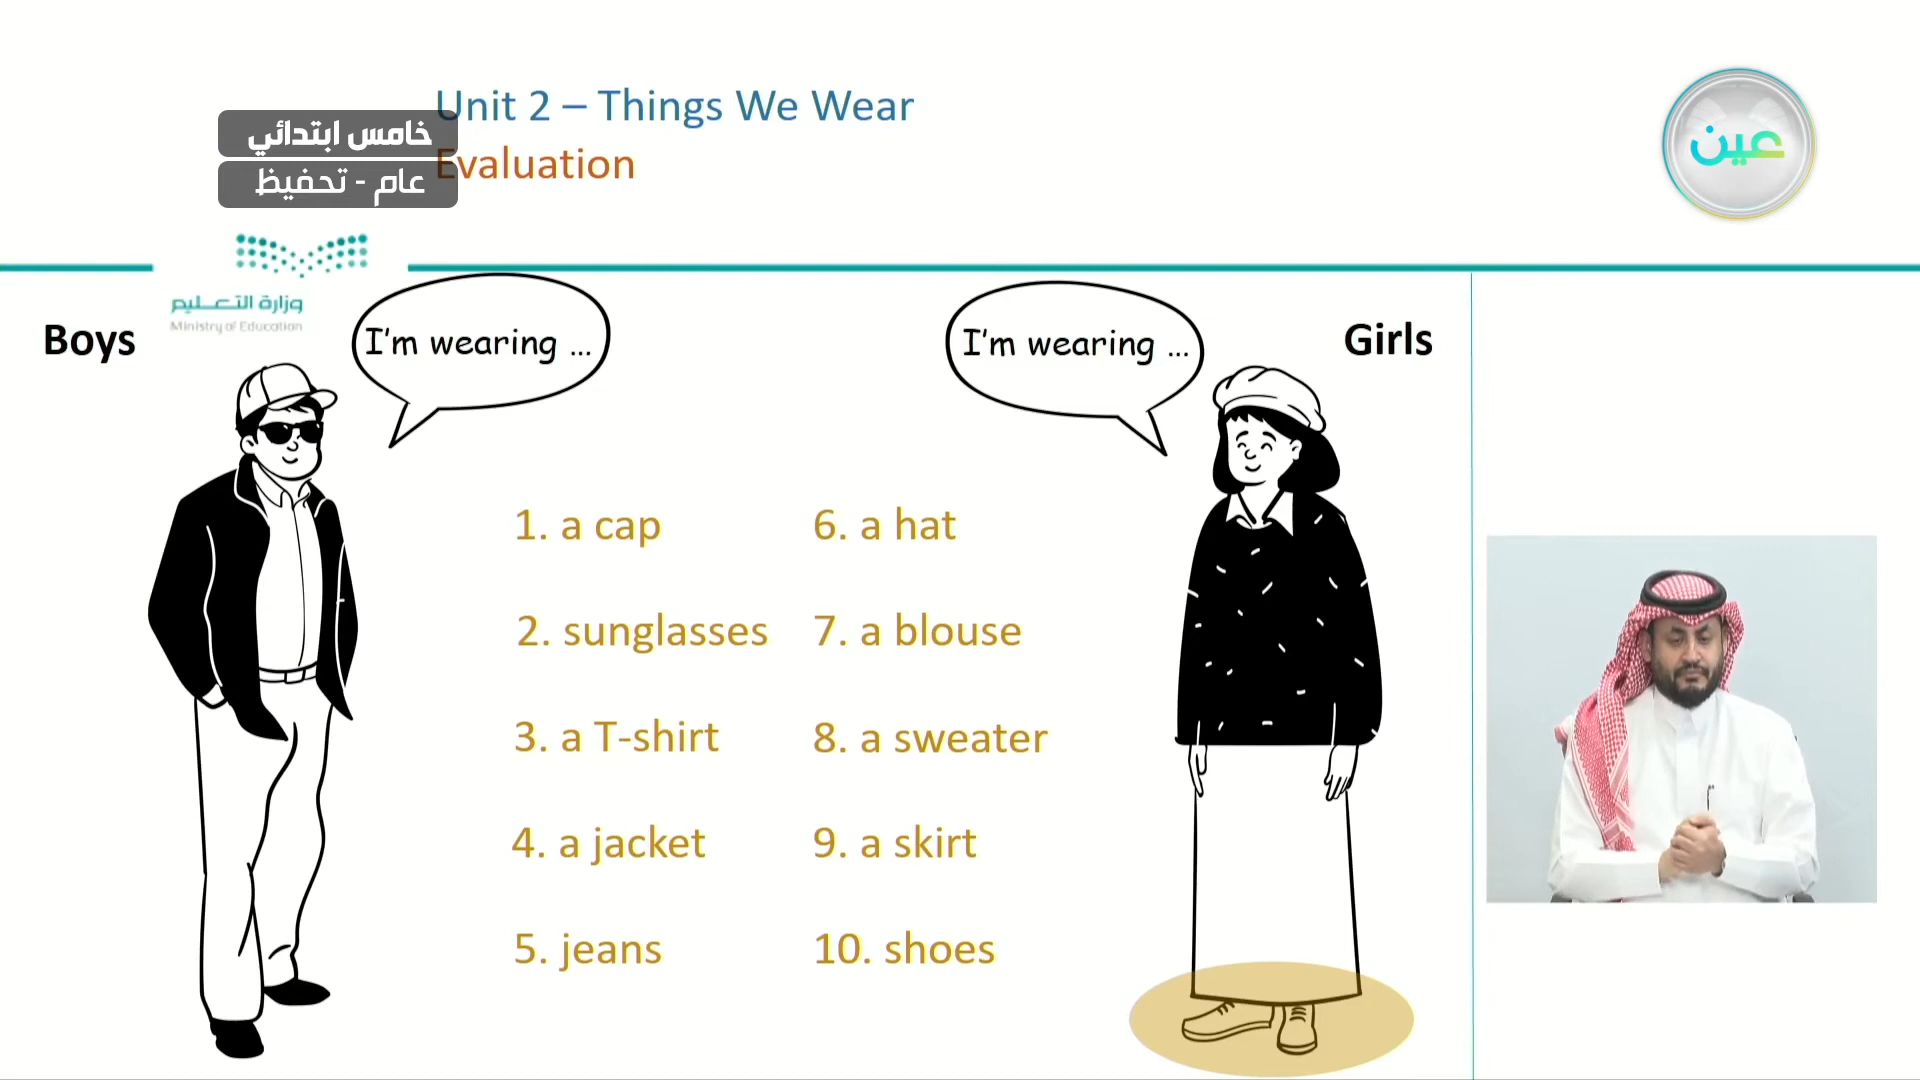 Unit 2 – Things We Wear
Evaluation
خامس ابتدائي
عام - تحفيظ
عين
وزارة التعليم
Ministry of Education
Boys
I'm wearing ...
I'm wearing ...
Girls
1. a cap
2. sunglasses
3. a T-shirt
4. a jacket
5. jeans
6. a hat
7. a blouse
8. a sweater
9. a skirt
10. shoes